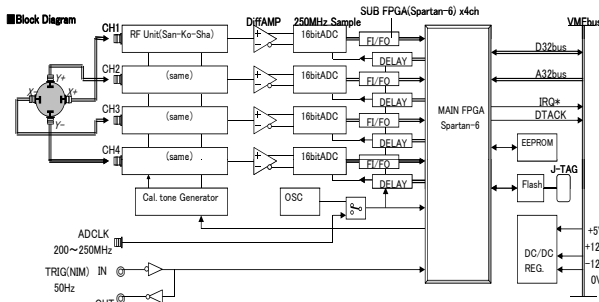 SUB FPGA(Spartan-6) x4ch
■Block Diagram
CH1
DiffAMP
250MHz Sample
VMEbus
RF Unit(San-Ko-Sha)
16bitADC
FI/FO
DELAY
D32bus
CH2
(same)
16bitADC
FI/FO
DELAY
A32bus
Y+
X-
X+
Y-
CH3
(same)
16bitADC
FI/FO
DELAY
MAIN FPGA
Spartan-6
IRQ*
DTACK
CH4
(same)
16bitADC
FI/FO
DELAY
EEPROM
J-TAG
Flash
Cal. tone Generator
OSC
ADCLK
200～250MHz
DC/DC
REG.
+5V
+12
-12
0V
TRIG(NIM) IN
50Hz
OUT